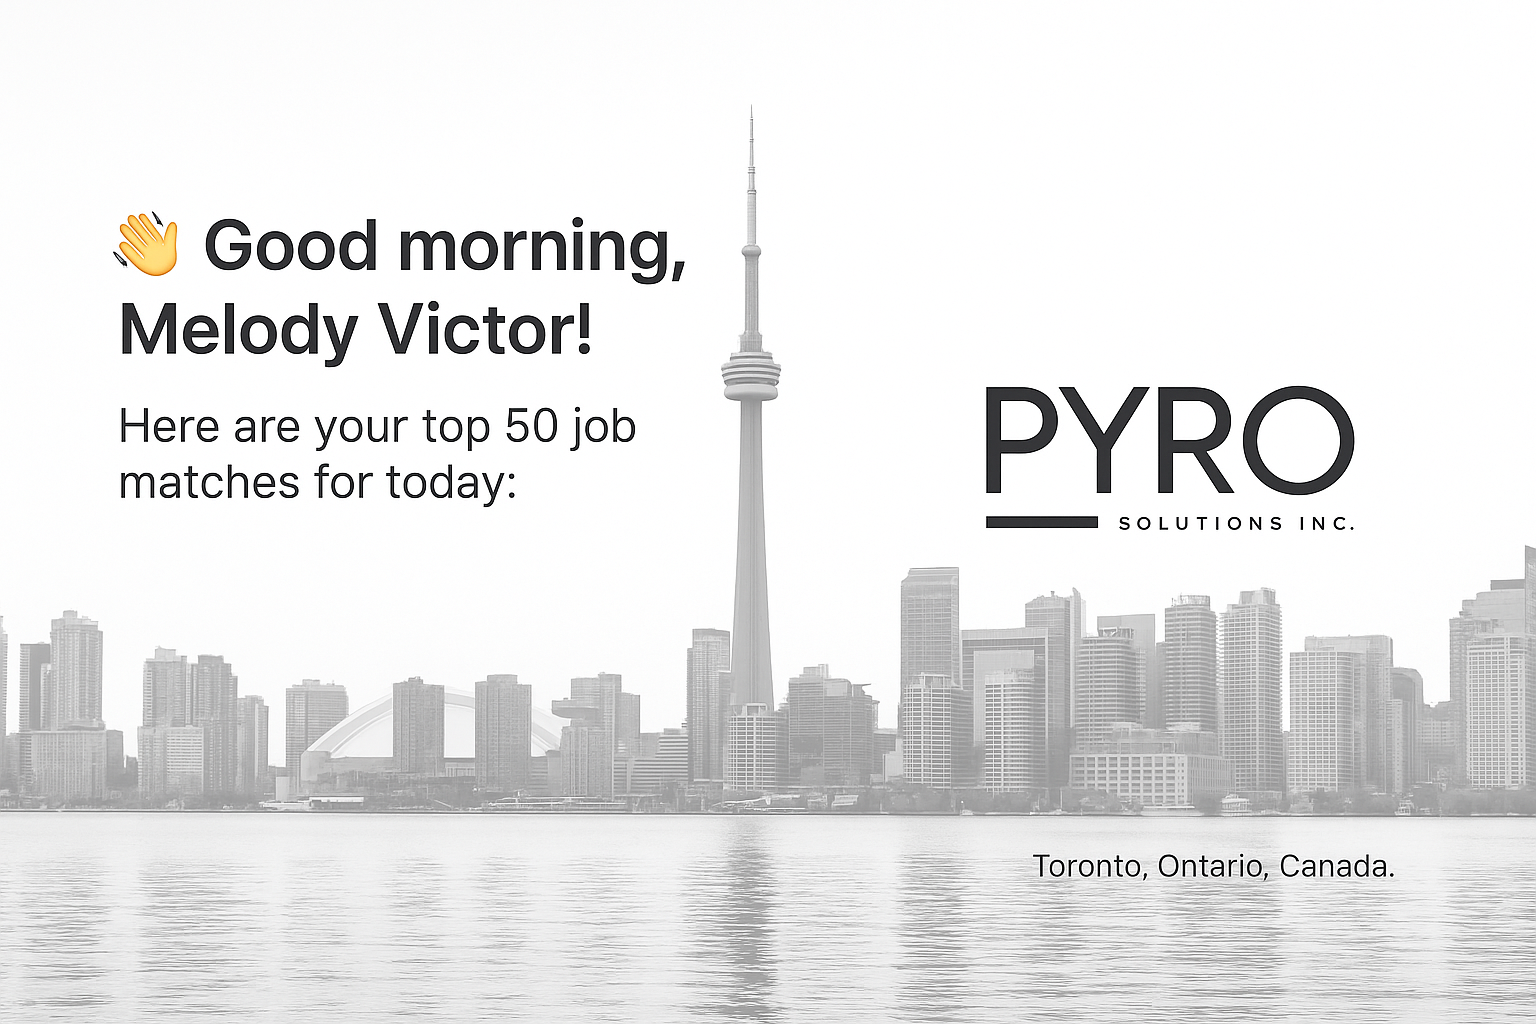 👋 Good morning,
Melody Victor!
Here are your top 50 job
matches for today:
PYRO
SOLUTIONS INC.
Toronto, Ontario, Canada.